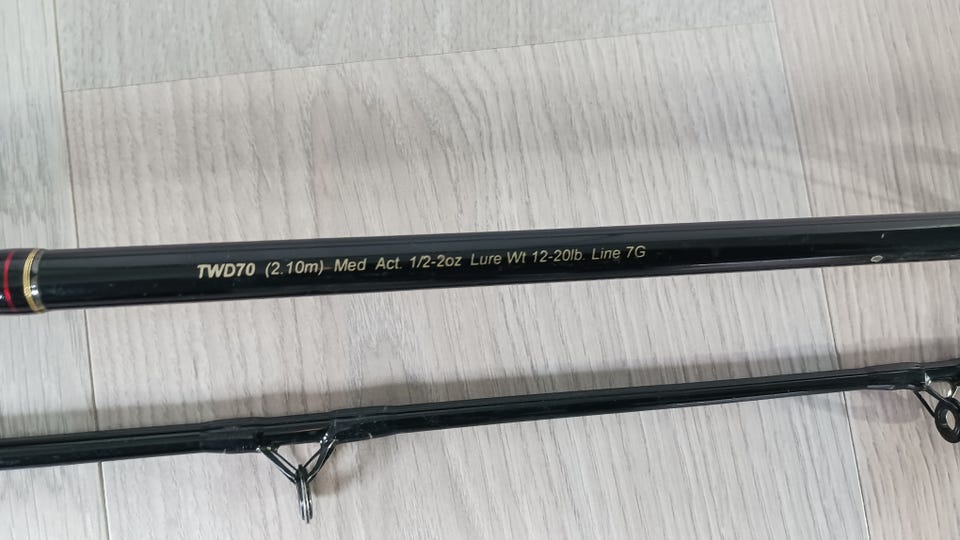 TWD70 (2.10m) Med Act. 1/2-2oz Lure Wt 12-20lb. Line 7G